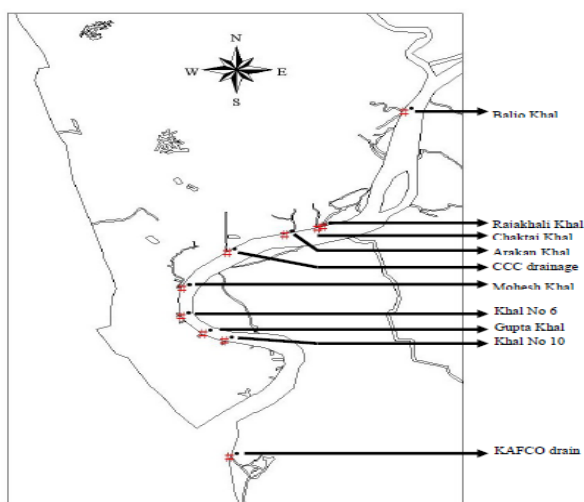 N
W E
S
Balio Khal
Rajakhali Khal
Chaktai Khal
Arakan Khal
CCC drainage
Mohesh Khal
Khal No 6
Gupta Khal
Khal No 10
KAFCO drain